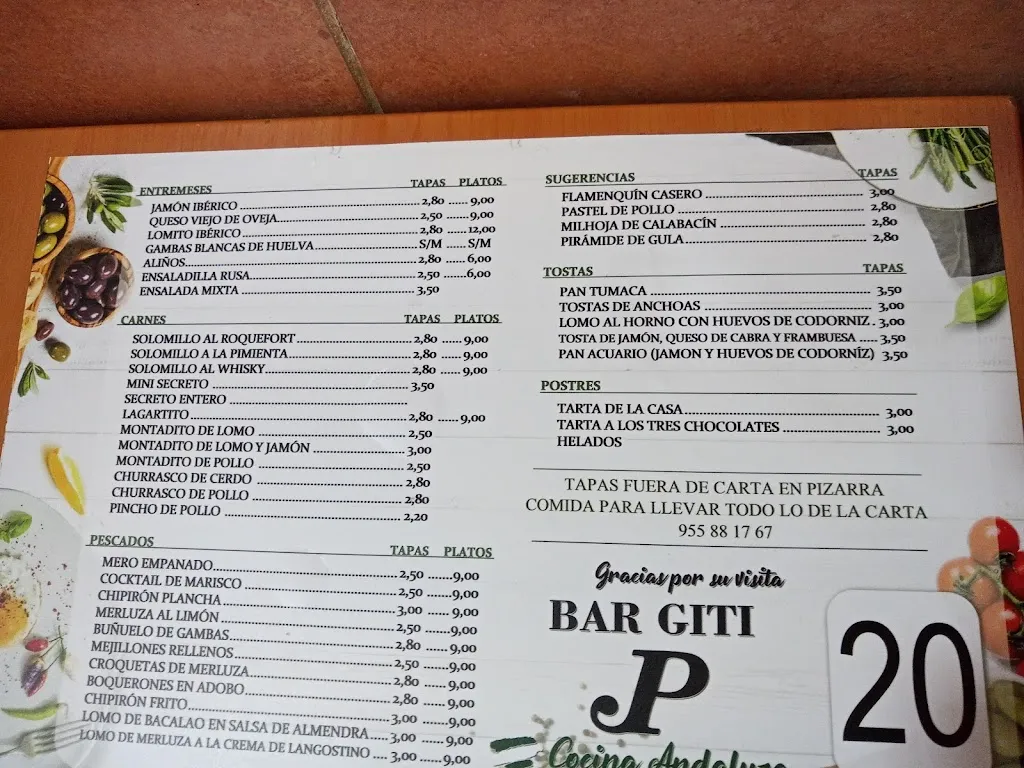 ENTREMESES TAPAS PLATOS
JAMÓN IBÉRICO 2,80 9,00
QUESO VIEJO DE OVEJA 2,50 9,00
LOMITO IBÉRICO 2,80 12,00
GAMBAS BLANCAS DE HUELVA S/M S/M
ALIÑOS 2,80 6,00
ENSALADILLA RUSA 2,50 6,00
ENSALADA MIXTA 3,50
CARNES TAPAS PLATOS
SOLOMILLO AL ROQUEFORT 2,80 9,00
SOLOMILLO A LA PIMIENTA 2,80 9,00
SOLOMILLO AL WHISKY 2,80 9,00
MINI SECRETO 3,50
SECRETO ENTERO
LAGARTITO 2,80 9,00
MONTADITO DE LOMO 2,50
MONTADITO DE LOMO Y JAMÓN 3,00
MONTADITO DE POLLO 2,50
CHURRASCO DE CERDO 2,80
CHURRASCO DE POLLO 2,80
PINCHO DE POLLO 2,20
PESCADOS TAPAS PLATOS
MERO EMPANADO 2,50 9,00
COCKTAIL DE MARISCO 2,50 9,00
CHIPIRÓN PLANCHA 3,00 9,00
MERLUZA AL LIMÓN 2,50 9,00
BUÑUELO DE GAMBAS 2,80 9,00
MEJILLONES RELLENOS 2,50 9,00
CROQUETAS DE MERLUZA 2,80 9,00
BOQUERONES EN ADOBO 2,80 9,00
CHIPIRÓN FRITO 3,00 9,00
LOMO DE BACALAO EN SALSA DE ALMENDRA 3,00 9,00
LOMO DE MERLUZA A LA CREMA DE LANGOSTINO 3,00 9,00
SUGERENCIAS TAPAS
FLAMENQUÍN CASERO 3,00
PASTEL DE POLLO 2,80
MILHOJA DE CALABACÍN 2,80
PIRÁMIDE DE GULA 2,80
TOSTAS TAPAS
PAN TUMACA 3,50
TOSTAS DE ANCHOAS 3,00
LOMO AL HORNO CON HUEVOS DE CODORNIZ 3,00
TOSTA DE JAMÓN, QUESO DE CABRA Y FRAMBUESA 3,50
PAN ACUARIO (JAMON Y HUEVOS DE CODORNÍZ) 3,50
POSTRES
TARTA DE LA CASA 3,00
TARTA A LOS TRES CHOCOLATES 3,00
HELADOS
TAPAS FUERA DE CARTA EN PIZARRA
COMIDA PARA LLEVAR TODO LO DE LA CARTA
955 88 17 67
Gracias por su visita
BAR GITI
P
Cocina Andaluza
20